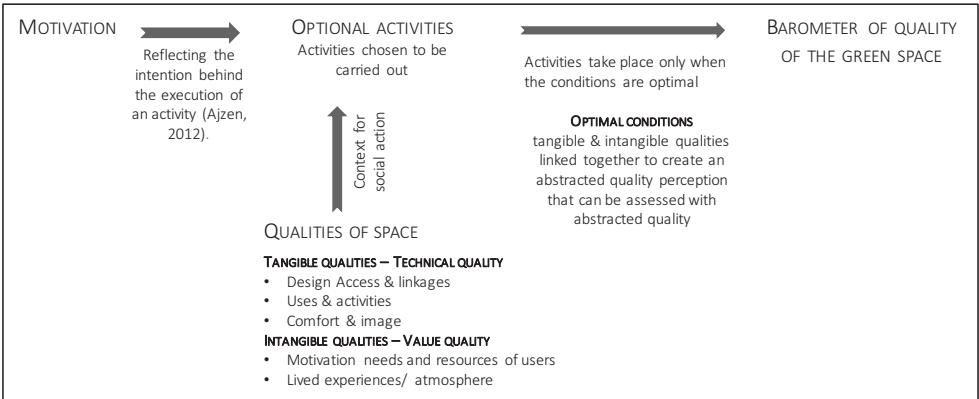 MOTIVATION
Reflecting the
intention behind
the execution of
an activity (Ajzen,
2012).
OPTIONAL ACTIVITIES
Activities chosen to be
carried out
Context for
social action
QUALITIES OF SPACE
TANGIBLE QUALITIES – TECHNICAL QUALITY
• Design Access & linkages
• Uses & activities
• Comfort & image
INTANGIBLE QUALITIES – VALUE QUALITY
• Motivation needs and resources of users
• Lived experiences/ atmosphere
Activities take place only when
the conditions are optimal
OPTIMAL CONDITIONS
tangible & intangible qualities
linked together to create an
abstracted quality perception
that can be assessed with
abstracted quality
BAROMETER OF QUALITY
OF THE GREEN SPACE